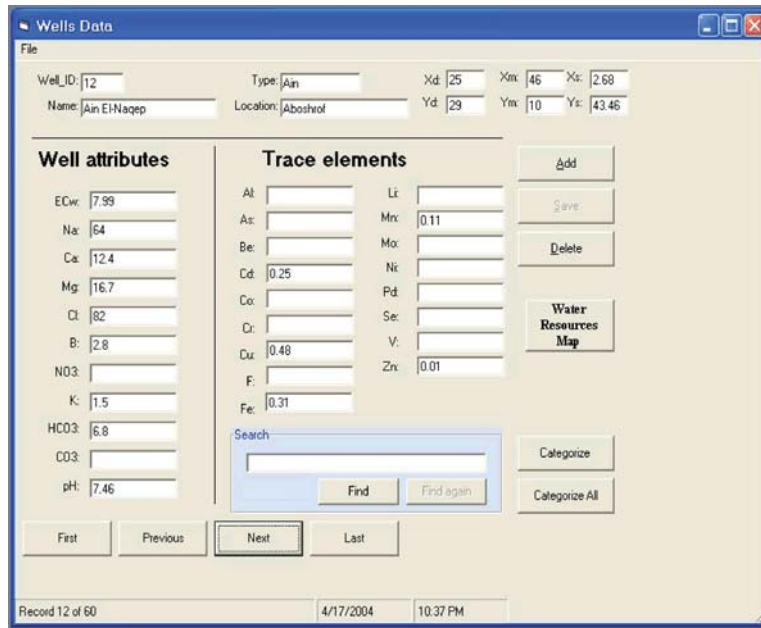 Wells Data
File
Well_ID: 12 Type: Ain Xd: 25 Xm: 46 Xs: 2.68
Name: Ain El-Naqep Location: Aboshrof Yd: 29 Ym: 10 Ys: 43.46
Well attributes Trace elements Add
ECw: 7.99 Al: Li:
Na: 64 As: Mn: 0.11 Save
Ca: 12.4 Be: Mo: Delete
Mg: 16.7 Cd: 0.25 Ni:
Cl: 82 Co: Pd: Water
B: 2.8 Cr: Se: Resources
NO3: Cu: 0.48 V: Map
K: 1.5 F: Zn: 0.01
HCO3: 6.8 Fe: 0.31
CO3: Search Categorize
pH: 7.46 Find Find again Categorize All
First Previous Next Last
Record 12 of 60 4/17/2004 10:37 PM